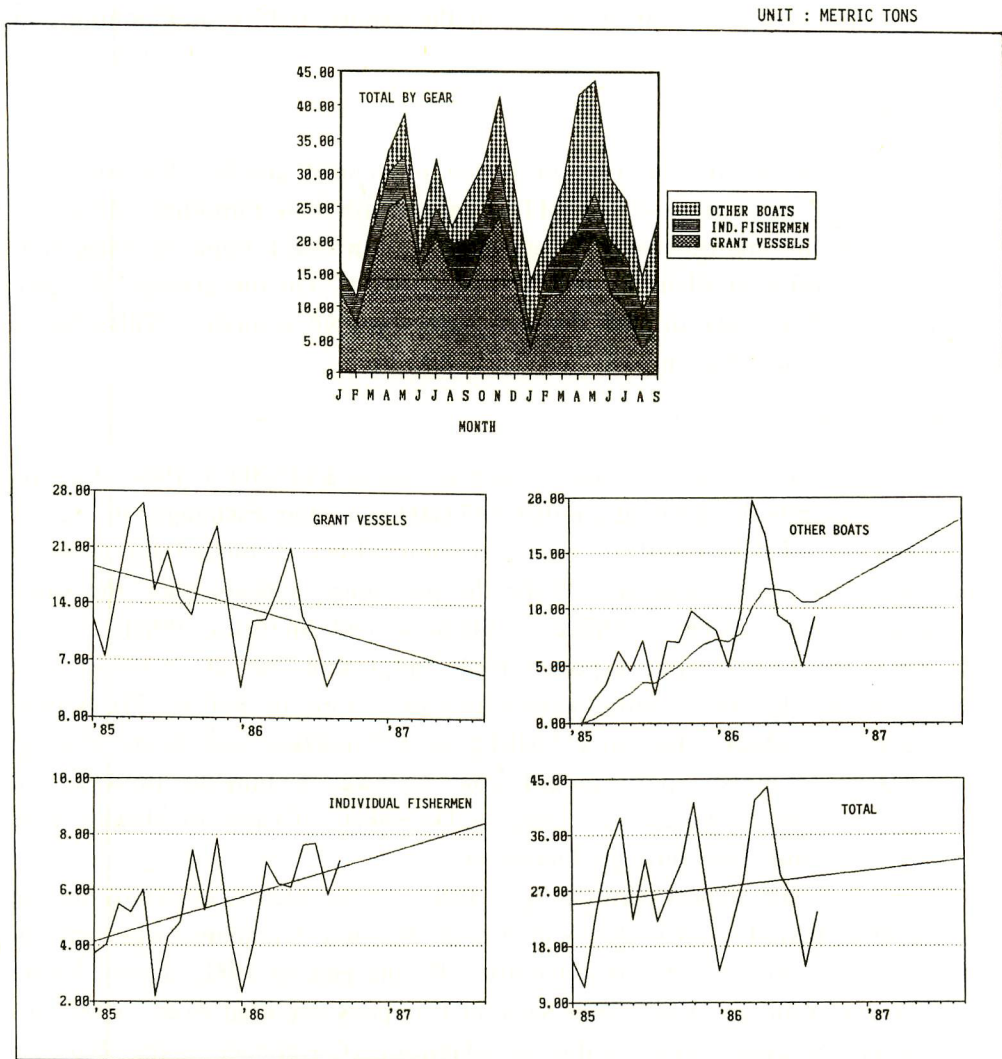 UNIT : METRIC TONS
TOTAL BY GEAR
45.00
40.00
35.00
30.00
25.00
20.00
15.00
10.00
5.00
0
J F M A M J J A S O N D J F M A M J J A S
MONTH
OTHER BOATS
IND.FISHERMEN
GRANT VESSELS
GRANT VESSELS
28.00
21.00
14.00
7.00
0.00
'85 '86 '87
OTHER BOATS
20.00
15.00
10.00
5.00
0.00
'85 '86 '87
INDIVIDUAL FISHERMEN
10.00
8.00
6.00
4.00
2.00
'85 '86 '87
TOTAL
45.00
36.00
27.00
18.00
9.00
'85 '86 '87